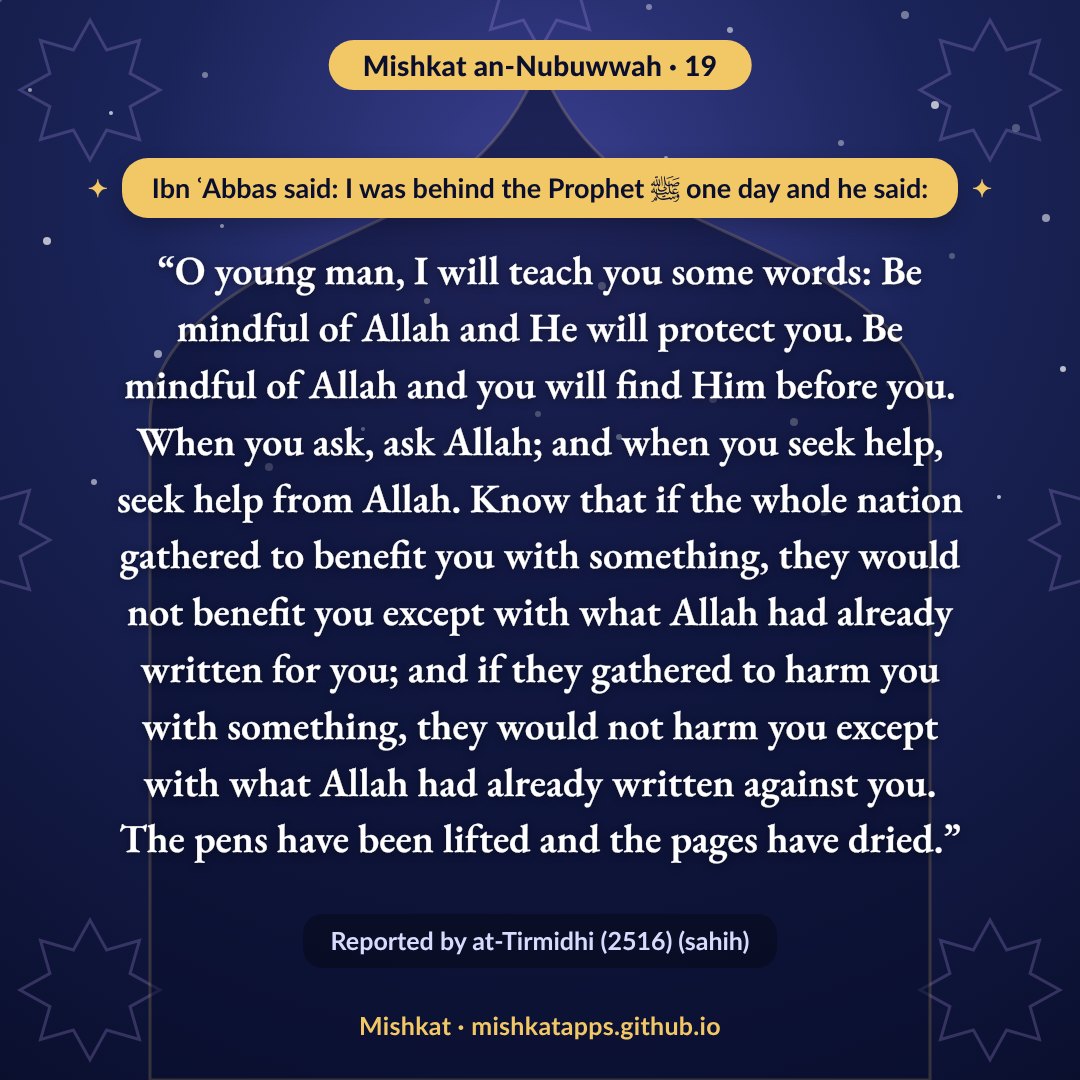 Mishkat an-Nubuwwah · 19
Ibn ʿAbbas said: I was behind the Prophet ﷺ one day and he said:
“O young man, I will teach you some words: Be
mindful of Allah and He will protect you. Be
mindful of Allah and you will find Him before you.
When you ask, ask Allah; and when you seek help,
seek help from Allah. Know that if the whole nation
gathered to benefit you with something, they would
not benefit you except with what Allah had already
written for you; and if they gathered to harm you
with something, they would not harm you except
with what Allah had already written against you.
The pens have been lifted and the pages have dried.”
Reported by at-Tirmidhi (2516) (sahih)
Mishkat · mishkatapps.github.io